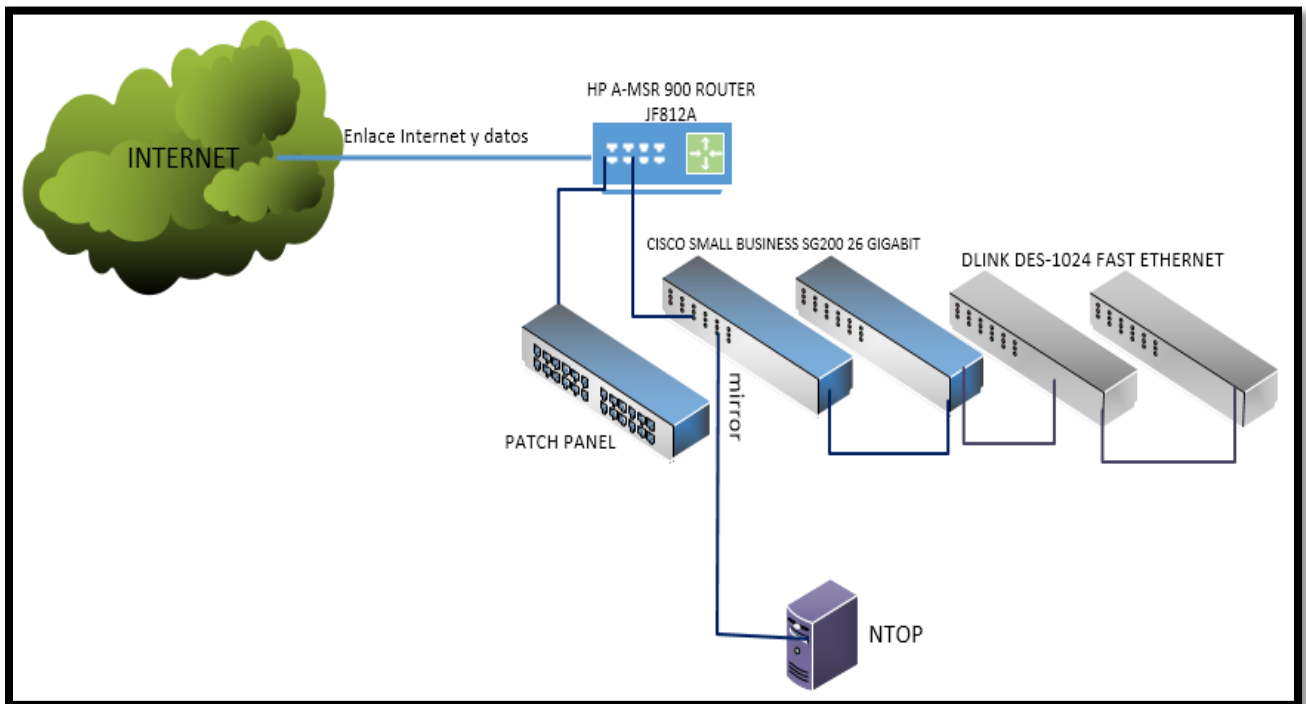 HP A-MSR 900 ROUTER
JF812A
Enlace Internet y datos
INTERNET
CISCO SMALL BUSINESS SG200 26 GIGABIT
DLINK DES-1024 FAST ETHERNET
PATCH PANEL
mirror
NTOP